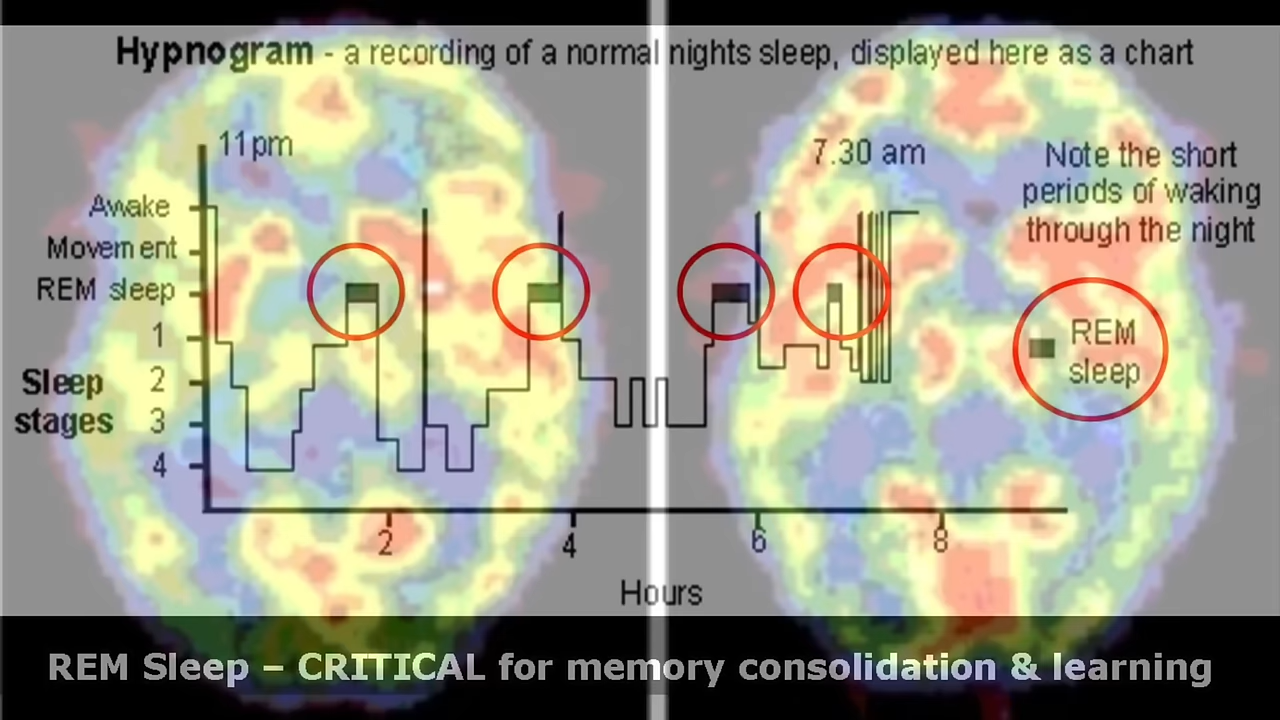 Hypnogram - a recording of a normal nights sleep, displayed here as a chart
11pm
7.30 am
Note the short
periods of waking
through the night
Awake
Movement
REM sleep
1
2
3
4
Sleep
stages
REM
sleep
2
4
6
8
Hours
REM Sleep – CRITICAL for memory consolidation & learning